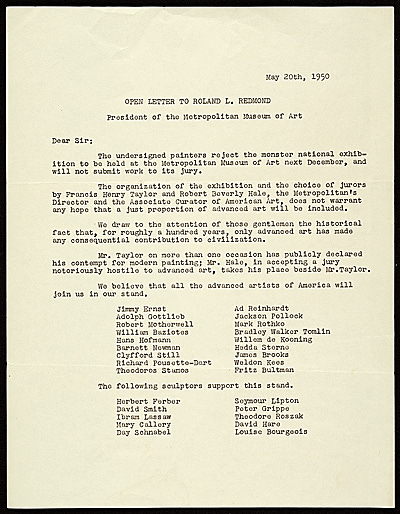 May 20th, 1950
OPEN LETTER TO ROLAND L. REDMOND
President of the Metropolitan Museum of Art
Dear Sir:
The undersigned painters reject the monster national exhib-
ition to be held at the Metropolitan Museum of Art next December, and
will not submit work to its jury.
The organization of the exhibition and the choice of jurors
by Francis Henry Taylor and Robert Beverly Hale, the Metropolitan's
Director and the Associate Curator of American Art, does not warrant
any hope that a just proportion of advanced art will be included.
We draw to the attention of those gentlemen the historical
fact that, for roughly a hundred years, only advanced art has made
any consequential contribution to civilization.
Mr. Taylor on more than one occasion has publicly declared
his contempt for modern painting; Mr. Hale, in accepting a jury
notoriously hostile to advanced art, takes his place beside Mr.Taylor.
We believe that all the advanced artists of America will
join us in our stand.
Jimmy Ernst Ad Reinhardt
Adolph Gottlieb Jackson Pollock
Robert Motherwell Mark Rothko
William Baziotes Bradley Walker Tomlin
Hans Hofmann Willem de Kooning
Barnett Newman Hedda Sterne
Clyfford Still James Brooks
Richard Pousette-Dart Weldon Kees
Theodoros Stamos Fritz Bultman
The following sculptors support this stand.
Herbert Ferber Seymour Lipton
David Smith Peter Grippe
Ibram Lassaw Theodore Roszak
Mary Callery David Hare
Day Schnabel Louise Bourgeois